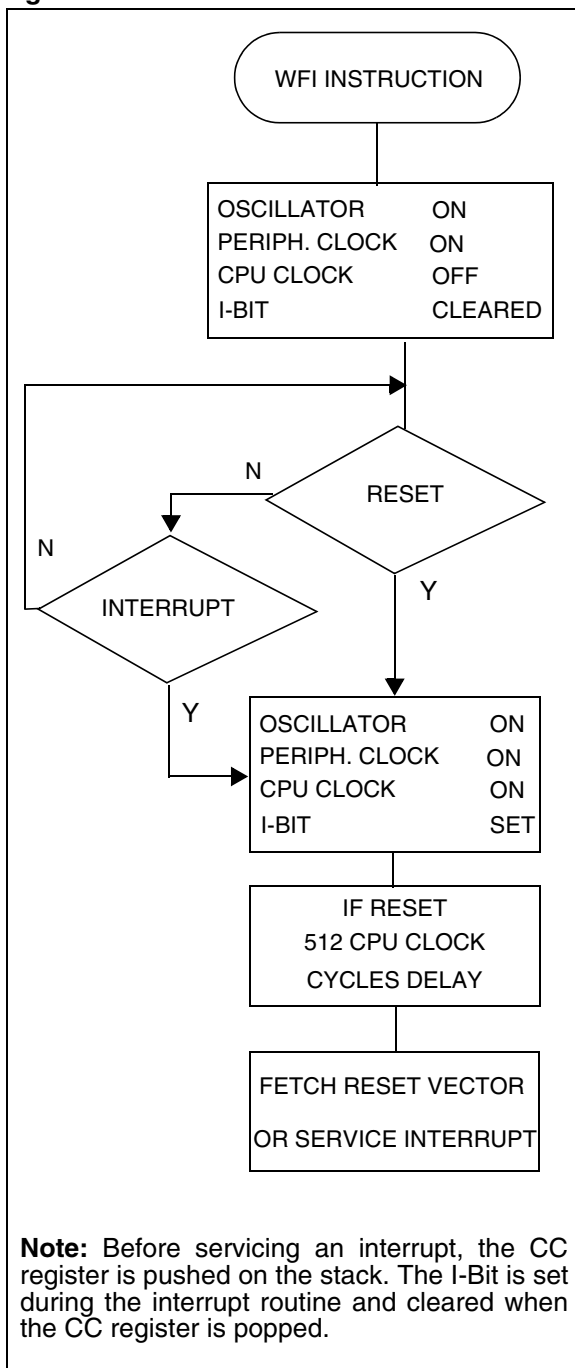 WFI INSTRUCTION
OSCILLATOR ON
PERIPH. CLOCK ON
CPU CLOCK OFF
I-BIT CLEARED
N
RESET
N
INTERRUPT
Y
Y
OSCILLATOR ON
PERIPH. CLOCK ON
CPU CLOCK ON
I-BIT SET
IF RESET
512 CPU CLOCK
CYCLES DELAY
FETCH RESET VECTOR
OR SERVICE INTERRUPT
Note: Before servicing an interrupt, the CC
register is pushed on the stack. The I-Bit is set
during the interrupt routine and cleared when
the CC register is popped.